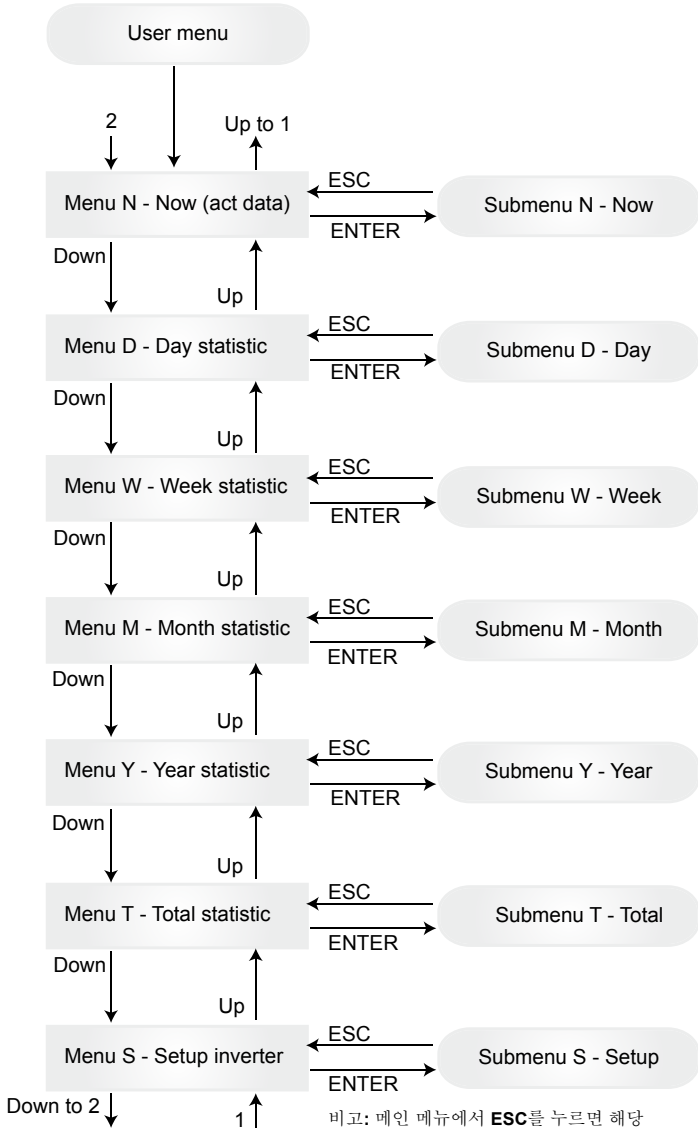 User menu
2
Up to 1
Menu N - Now (act data)
ESC
ENTER
Submenu N - Now
Down
Up
Menu D - Day statistic
ESC
ENTER
Submenu D - Day
Down
Up
Menu W - Week statistic
ESC
ENTER
Submenu W - Week
Down
Up
Menu M - Month statistic
ESC
ENTER
Submenu M - Month
Down
Up
Menu Y - Year statistic
ESC
ENTER
Submenu Y - Year
Down
Up
Menu T - Total statistic
ESC
ENTER
Submenu T - Total
Down
Up
Menu S - Setup inverter
ESC
ENTER
Submenu S - Setup
Down to 2
1
비고: 메인 메뉴에서 ESC를 누르면 해당